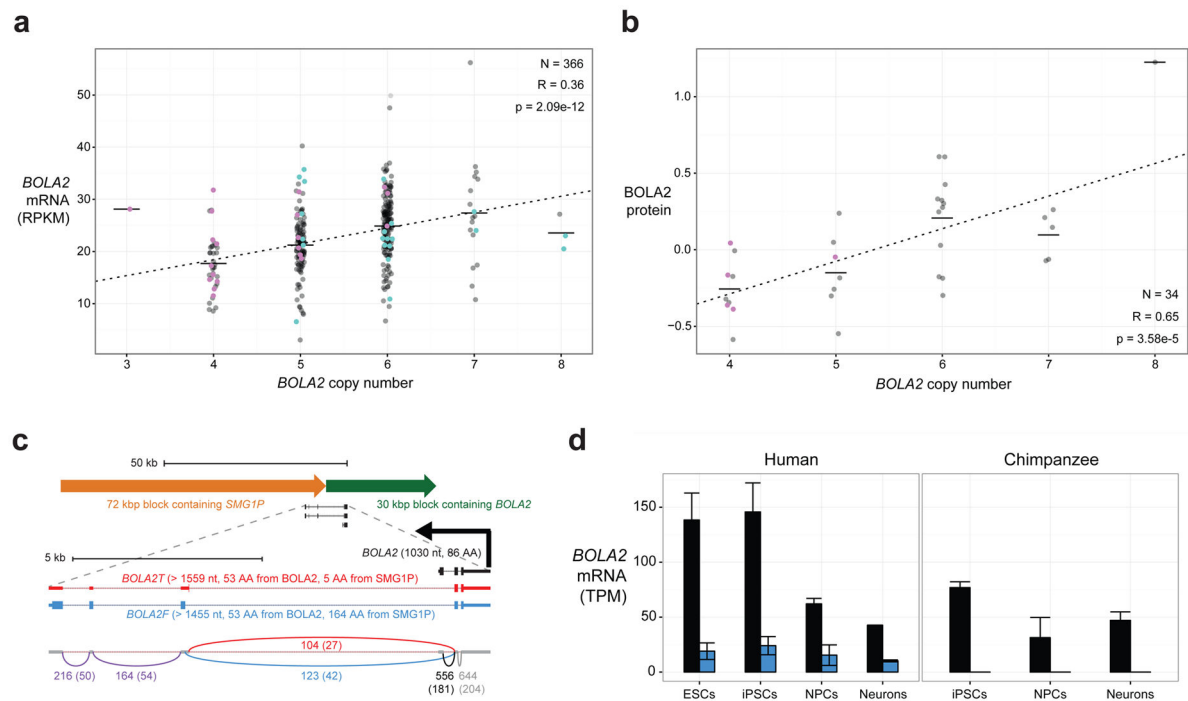 a
BOLA2
mRNA
(RPKM)
50
40
30
20
10
N = 366
R = 0.36
p = 2.09e-12
3 4 5 6 7 8
BOLA2 copy number
b
BOLA2
protein
1.0
0.5
0.0
−0.5
N = 34
R = 0.65
p = 3.58e-5
4 5 6 7 8
BOLA2 copy number
c
50 kb
72 kbp block containing SMG1P
30 kbp block containing BOLA2
5 kb
BOLA2 (1030 nt, 86 AA)
BOLA2T (> 1559 nt, 53 AA from BOLA2, 5 AA from SMG1P)
BOLA2F (> 1455 nt, 53 AA from BOLA2, 164 AA from SMG1P)
104 (27)
216 (50) 164 (54) 123 (42) 556 644
(181) (204)
d
Human Chimpanzee
BOLA2
mRNA
(TPM)
150
100
50
0
ESCs iPSCs NPCs Neurons iPSCs NPCs Neurons